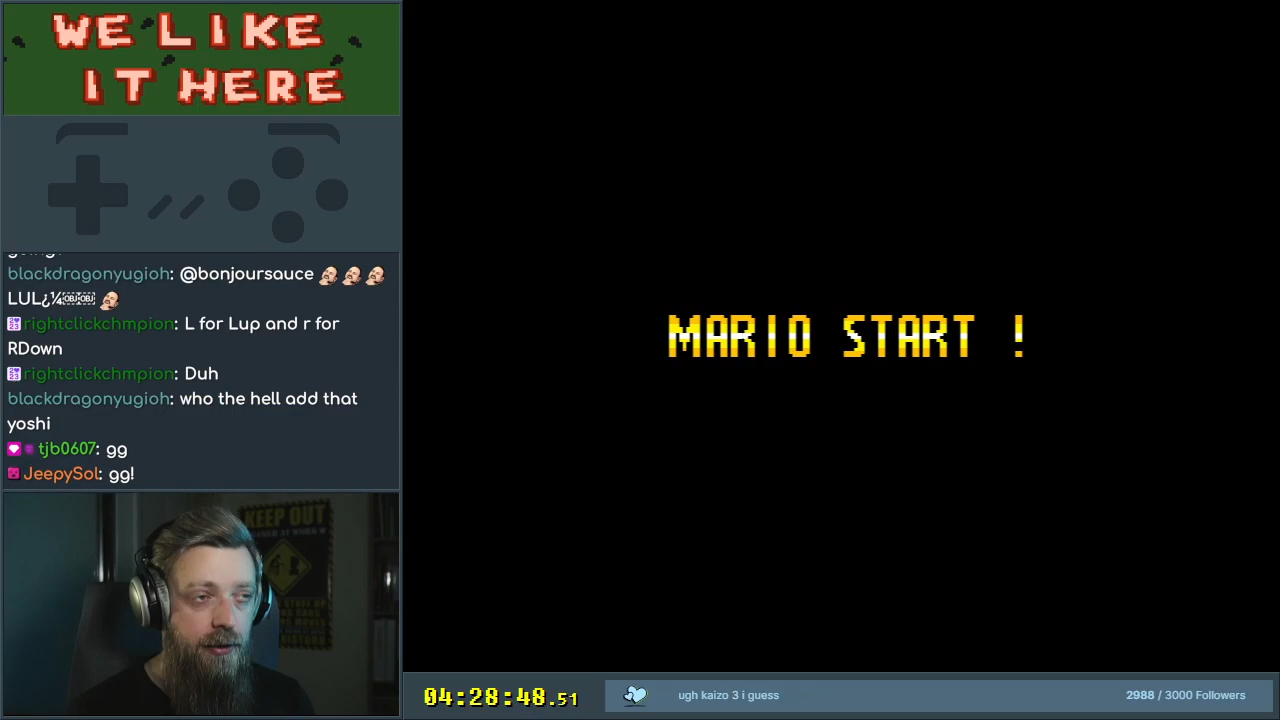 WE LIKE
IT HERE
blackdragonyugioh: @bonjoursauce
LUL¿¼
rightclickchmpion: L for Lup and r for
RDown
rightclickchmpion: Duh
blackdragonyugioh: who the hell add that
yoshi
tjb0607: gg
JeepySol: gg!
MARIO START !
KEEP OUT
04:28:48.51
ugh kaizo 3 i guess
2988 / 3000 Followers